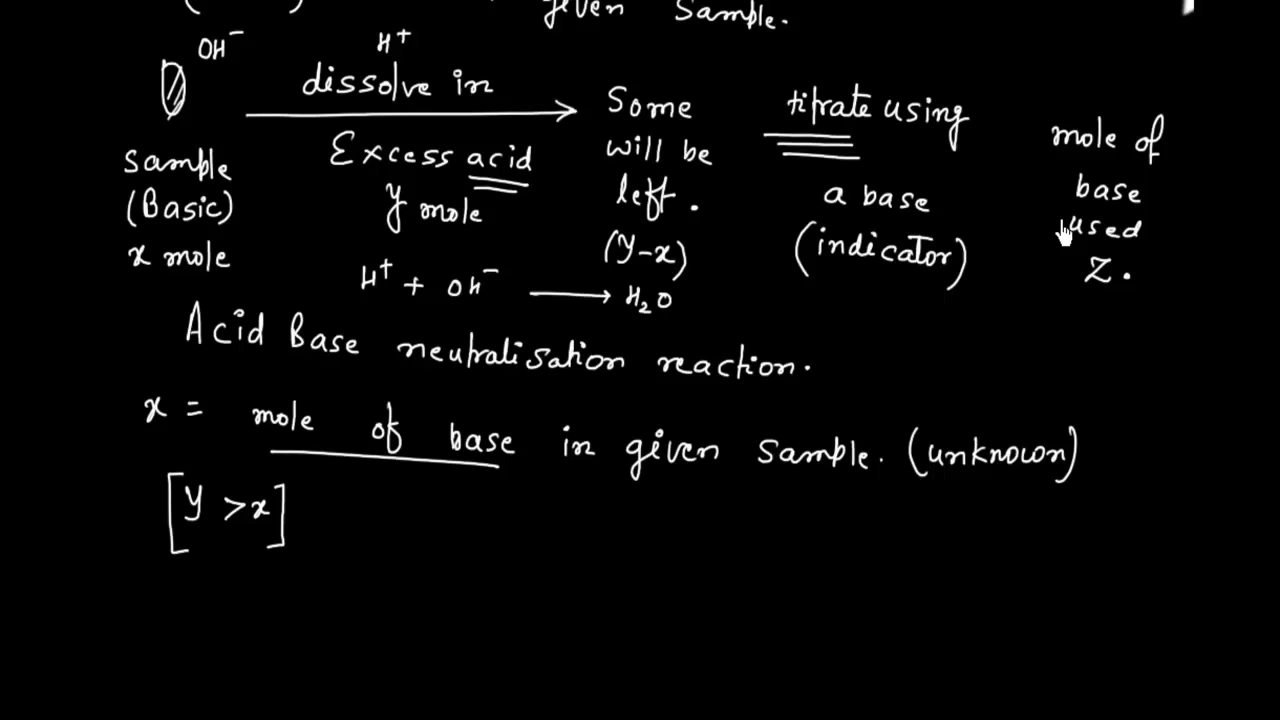 given Sample.
OH⁻
H⁺
dissolve in
Excess acid
y mole
Sample
(Basic)
x mole
Some
will be
left.
(y-x)
titrate using
a base
(indicator)
mole of
base
used
Z.
H⁺ + OH⁻ → H₂O
Acid Base neutralisation reaction.
x = mole of base in given sample. (unknown)
[y > x]